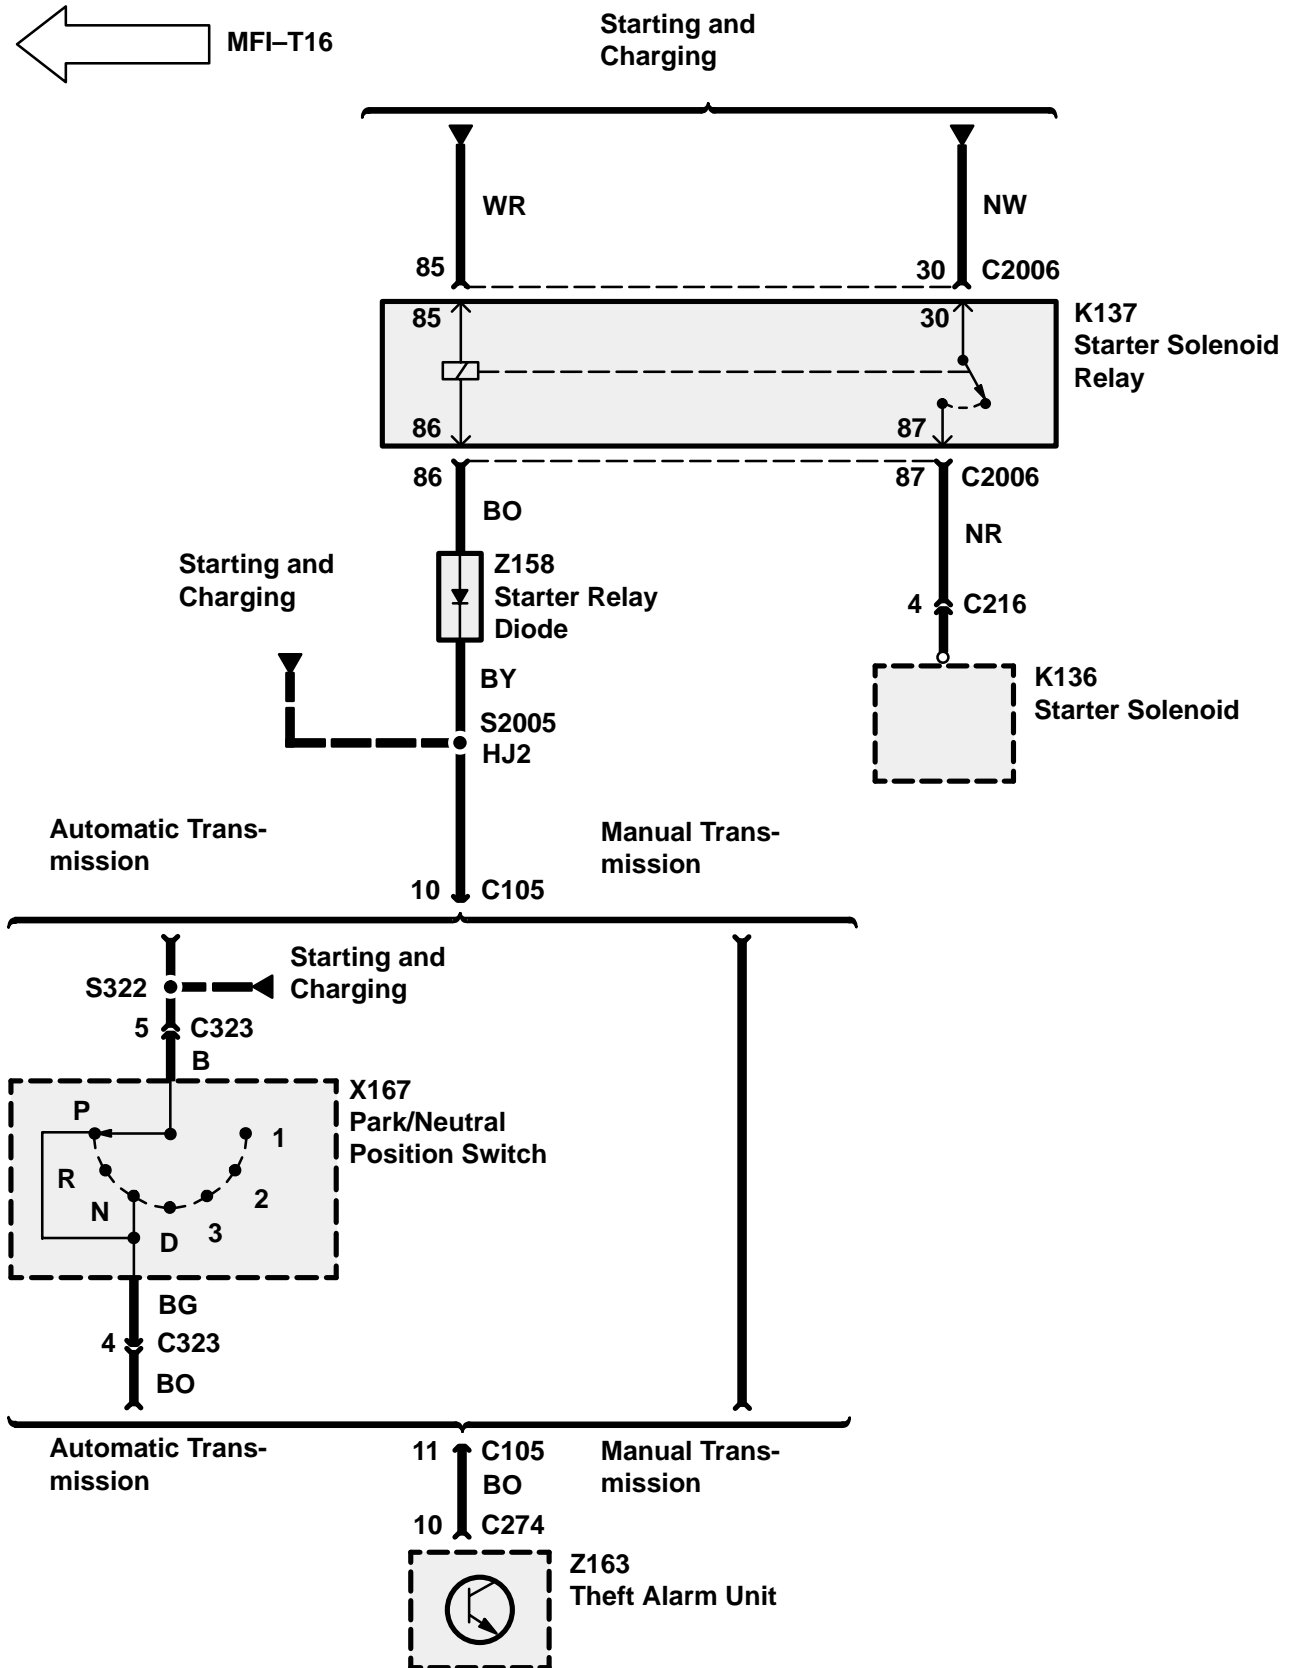 MFI–T16
Starting and
Charging
WR
NW
85
30
C2006
85
30
K137
Starter Solenoid
Relay
86
87
86
87
C2006
BO
NR
Starting and
Charging
Z158
Starter Relay
Diode
4
C216
BY
K136
Starter Solenoid
S2005
HJ2
Automatic Trans-
mission
Manual Trans-
mission
10
C105
Starting and
Charging
S322
5
C323
B
X167
Park/Neutral
Position Switch
P
1
R
2
N
3
D
BG
4
C323
BO
Automatic Trans-
mission
11
C105
Manual Trans-
mission
BO
10
C274
Z163
Theft Alarm Unit